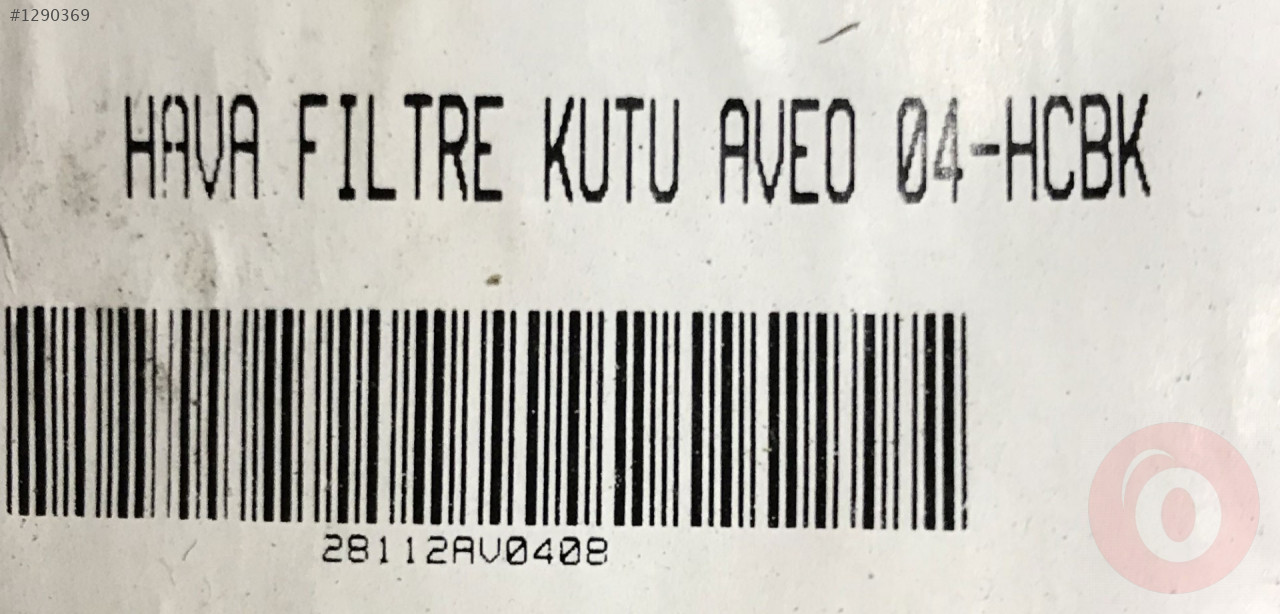 #1290369
HAVA FILTRE KUTU AVEO 04-HCBK
28112AV0408